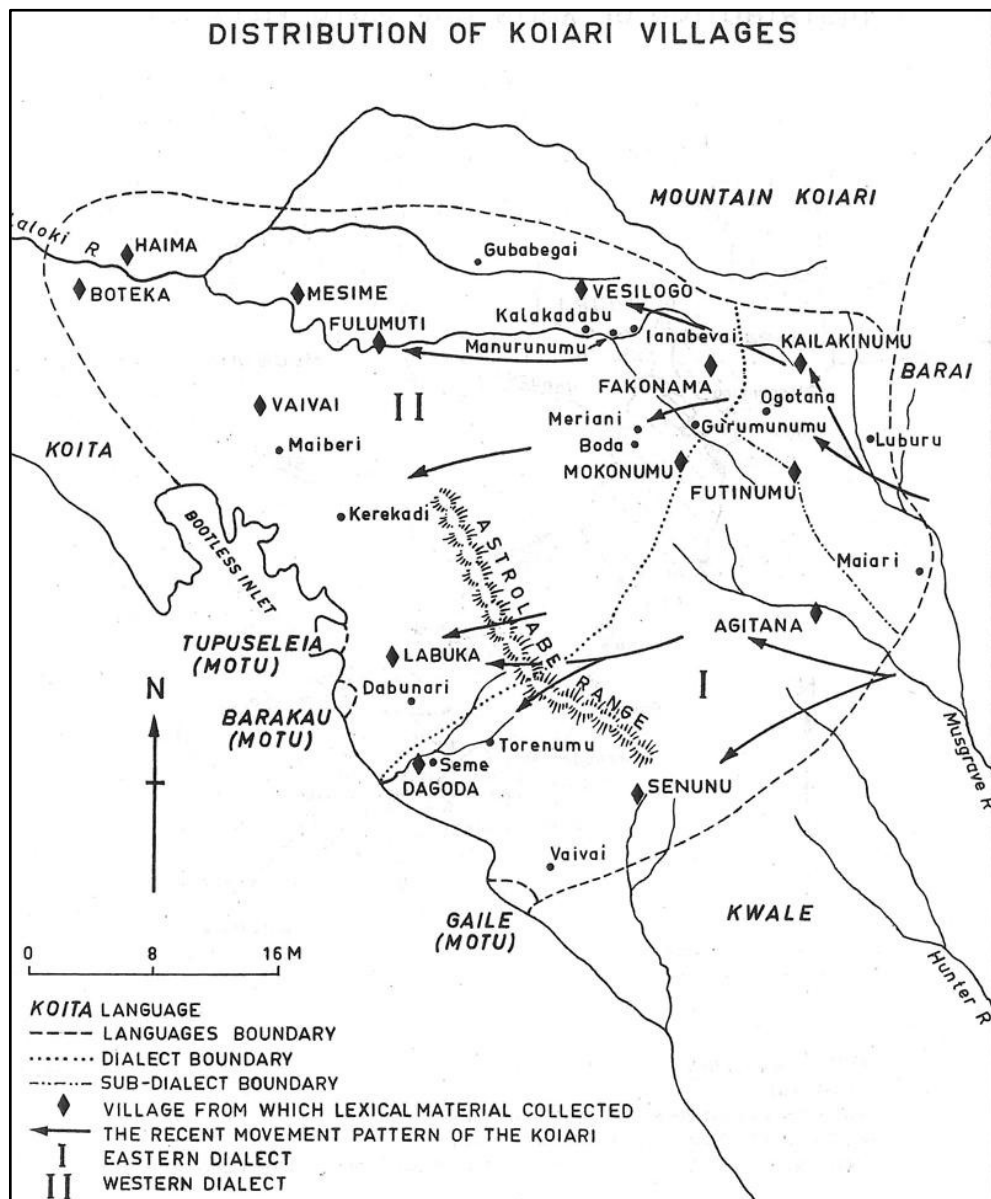 DISTRIBUTION OF KOIARI VILLAGES
MOUNTAIN KOIARI
aloki R
HAIMA
Gubabegai
BOTEKA
MESIME
VESILOGO
FULUMUTI
Kalakadabu
Manurunumu
Ianabevai
KAILAKINUMU
BARAI
FAKONAMA
VAIVAI
II
Ogotana
Meriani
Gurumunumu
KOITA
Maiberi
Boda
Luburu
MOKONUMU
FUTINUMU
BOOTLESS INLET
Kerekadi
ASTROLABE RANGE
Maiari
AGITANA
TUPUSELEIA
(MOTU)
LABUKA
I
N
Dabunari
BARAKAU
(MOTU)
Torenumu
Musgrave R
Seme
DAGODA
SENUNU
Vaivai
GAILE
(MOTU)
KWALE
Hunter R
0 8 16 M
KOITA LANGUAGE
LANGUAGES BOUNDARY
DIALECT BOUNDARY
SUB-DIALECT BOUNDARY
VILLAGE FROM WHICH LEXICAL MATERIAL COLLECTED
THE RECENT MOVEMENT PATTERN OF THE KOIARI
I EASTERN DIALECT
II WESTERN DIALECT